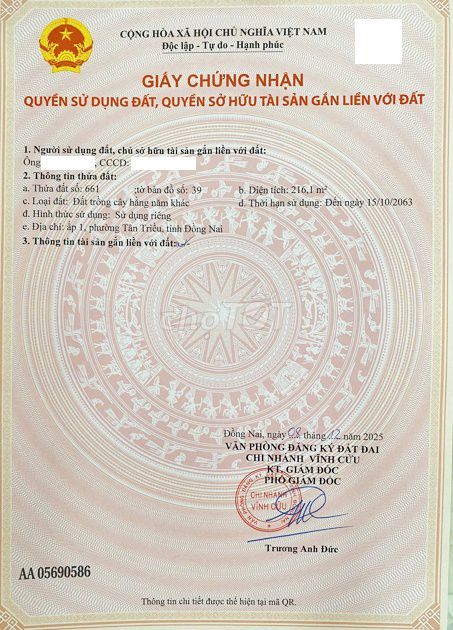 CỘNG HÒA XÃ HỘI CHỦ NGHĨA VIỆT NAM
Độc lập - Tự do - Hạnh phúc
GIẤY CHỨNG NHẬN
QUYỀN SỬ DỤNG ĐẤT, QUYỀN SỞ HỮU TÀI SẢN GẮN LIỀN VỚI ĐẤT
1. Người sử dụng đất, chủ sở hữu tài sản gắn liền với đất:
Ông , CCCD:
2. Thông tin thửa đất:
a. Thửa đất số: 661 ;tờ bản đồ số: 39 b. Diện tích: 216,1 m²
c. Loại đất: Đất trồng cây hằng năm khác d. Thời hạn sử dụng: Đến ngày 15/10/2063
đ. Hình thức sử dụng: Sử dụng riêng
e. Địa chỉ: ấp 1, phường Tân Triều, tỉnh Đồng Nai
3. Thông tin tài sản gắn liền với đất:-/-
chợTỐT
Đồng Nai, ngày 08 tháng 12 năm 2025
VĂN PHÒNG ĐĂNG KÝ ĐẤT ĐAI
CHI NHÁNH VĨNH CỬU
KT. GIÁM ĐỐC
PHÓ GIÁM ĐỐC
CHI NHÁNH
VĨNH CỬU
Trương Anh Đức
AA 05690586
Thông tin chi tiết được thể hiện tại mã QR.